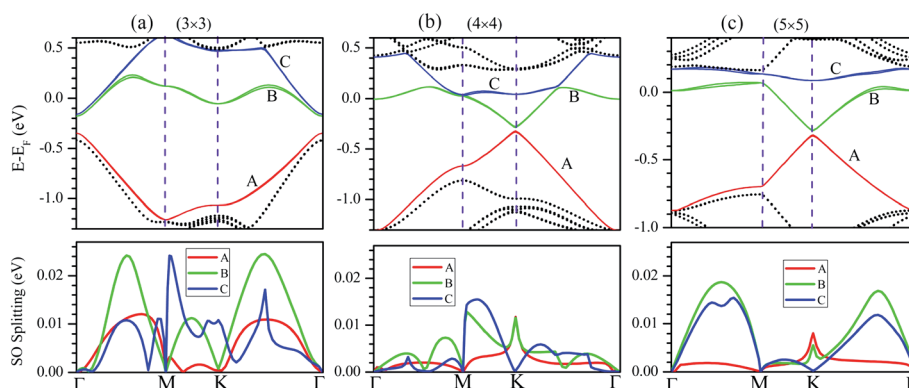 (a) (3×3) (b) (4×4) (c) (5×5)
E-E_F (eV)
0.5
0.0
-0.5
-1.0
C
B
A
0.5
0.0
-0.5
-1.0
C
B
A
0.5
0.0
-0.5
-1.0
C
B
A
SO Splitting (eV)
0.02
0.01
0.00
A
B
C
Γ M K Γ
0.02
0.01
0.00
A
B
C
Γ M K Γ
0.02
0.01
0.00
A
B
C
Γ M K Γ